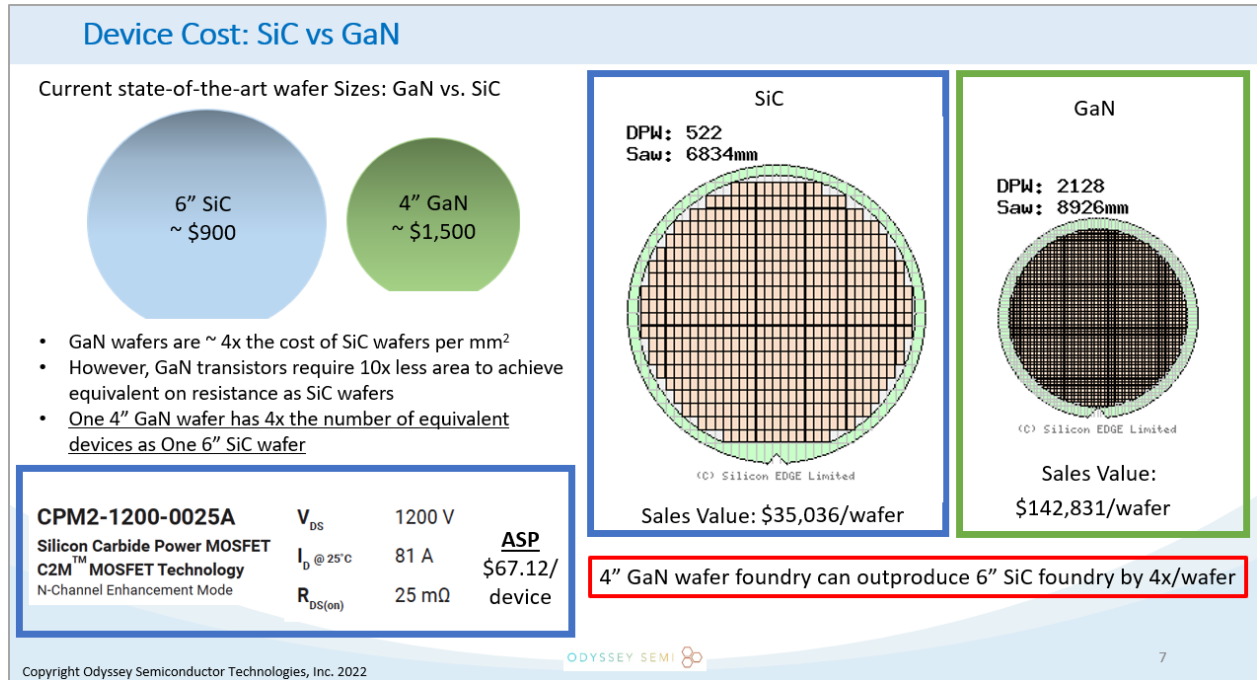 Device Cost: SiC vs GaN
Current state-of-the-art wafer Sizes: GaN vs. SiC
6” SiC
~ $900
4” GaN
~ $1,500
• GaN wafers are ~ 4x the cost of SiC wafers per mm²
• However, GaN transistors require 10x less area to achieve
equivalent on resistance as SiC wafers
• One 4” GaN wafer has 4x the number of equivalent
devices as One 6” SiC wafer
CPM2-1200-0025A
Silicon Carbide Power MOSFET
C2M™ MOSFET Technology
N-Channel Enhancement Mode
VDS 1200 V
ID @ 25˚C 81 A
RDS(on) 25 mΩ
ASP
$67.12/
device
SiC
DPW: 522
Saw: 6834mm
(C) Silicon EDGE Limited
Sales Value: $35,036/wafer
GaN
DPW: 2128
Saw: 8926mm
(C) Silicon EDGE Limited
Sales Value:
$142,831/wafer
4” GaN wafer foundry can outproduce 6” SiC foundry by 4x/wafer
Copyright Odyssey Semiconductor Technologies, Inc. 2022
ODYSSEY SEMI
7